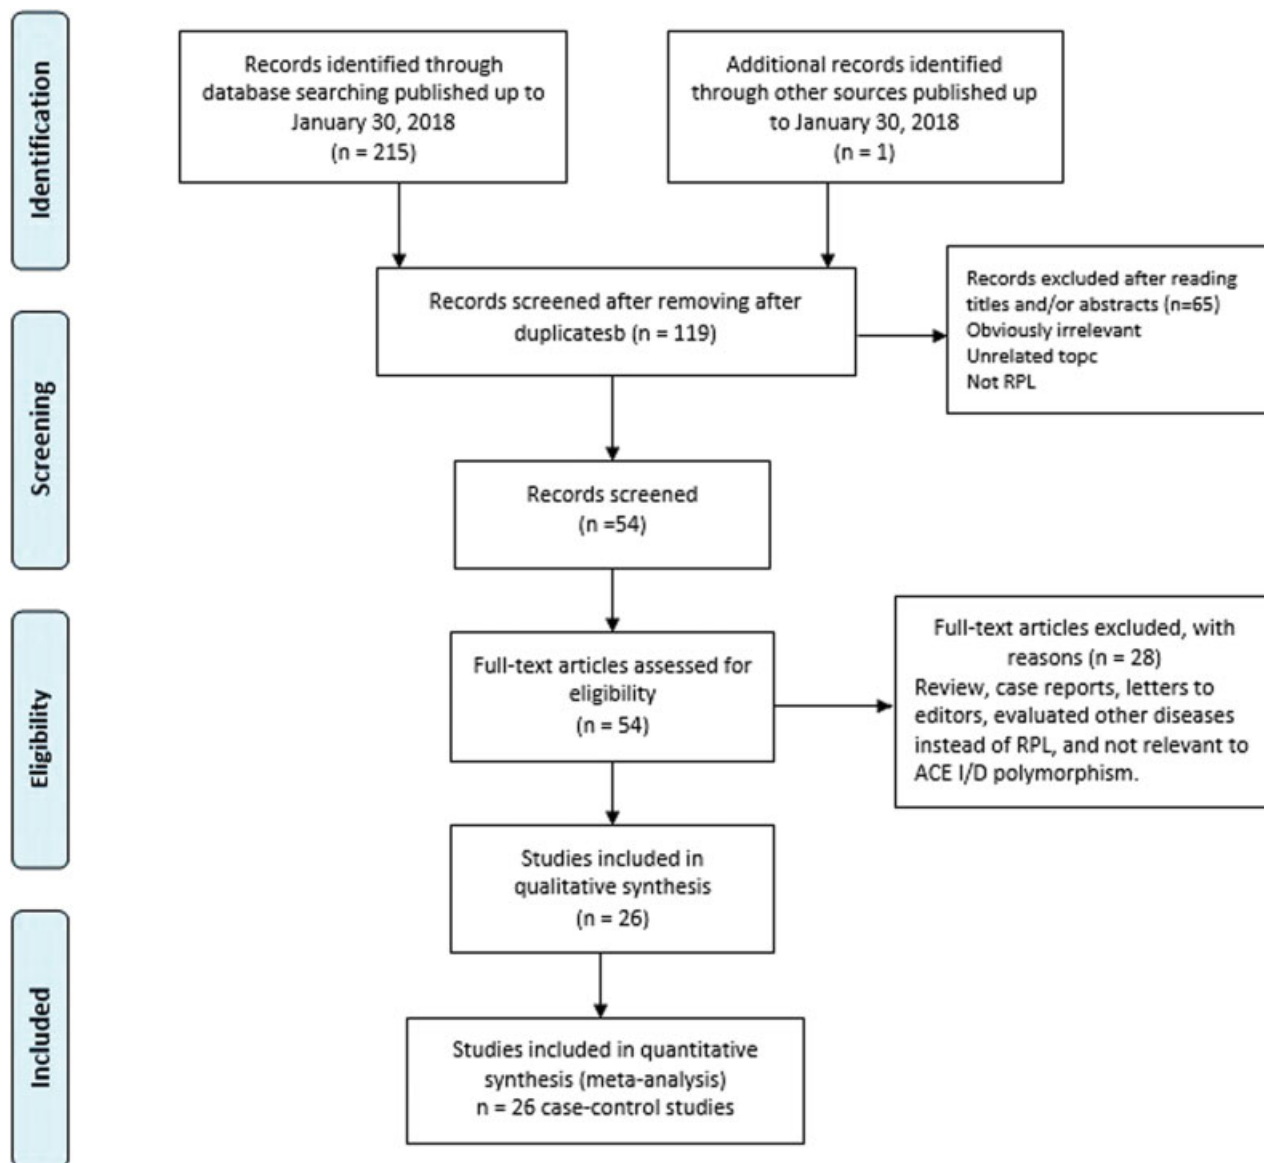 Identification
Records identified through
database searching published up to
January 30, 2018
(n = 215)
Additional records identified
through other sources published up
to January 30, 2018
(n = 1)
Records screened after removing after
duplicatesb (n = 119)
Records excluded after reading
titles and/or abstracts (n=65)
Obviously irrelevant
Unrelated topc
Not RPL
Screening
Records screened
(n =54)
Eligibility
Full-text articles assessed for
eligibility
(n = 54)
Full-text articles excluded, with
reasons (n = 28)
Review, case reports, letters to
editors, evaluated other diseases
instead of RPL, and not relevant to
ACE I/D polymorphism.
Studies included in
qualitative synthesis
(n = 26)
Included
Studies included in quantitative
synthesis (meta-analysis)
n = 26 case-control studies